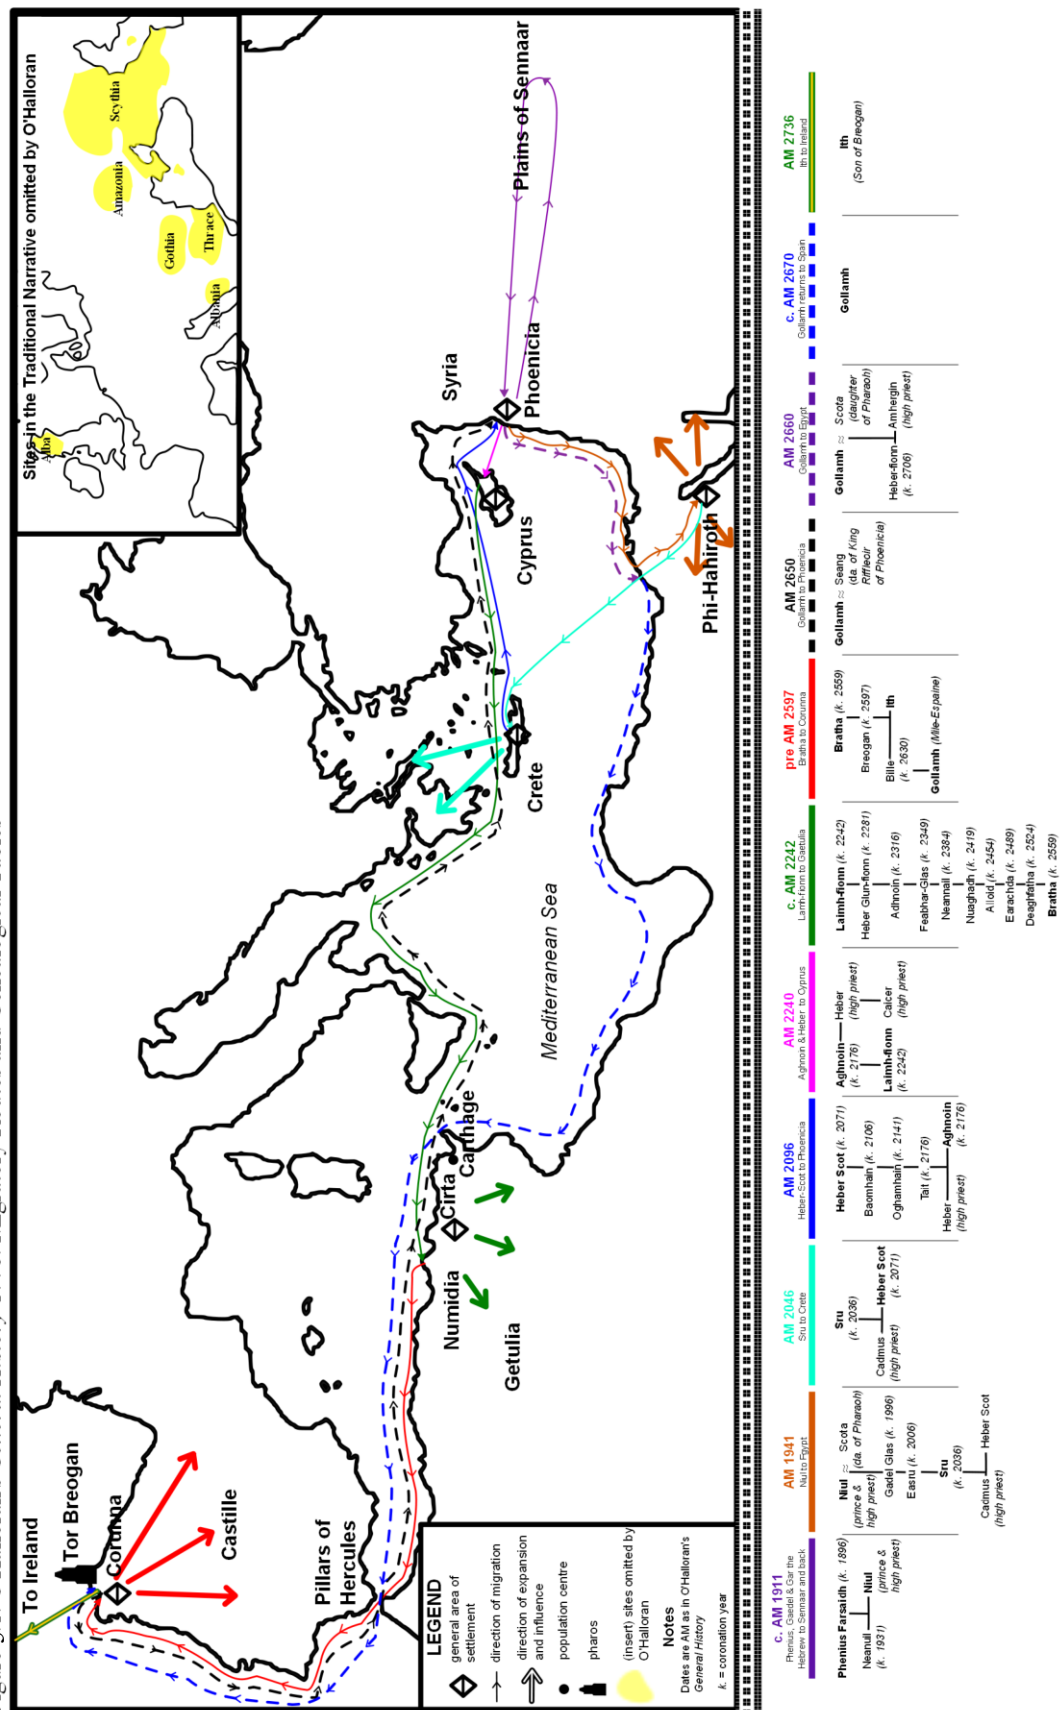 Sites in the Traditional Narrative omitted by O'Halloran
Alba
Gothia
Amazonia
Scythia
Albania
Thrace
To Ireland
Tor Breogan
Corunna
Castille
Pillars of
Hercules
Numidia
Getulia
Cirta
Carthage
Mediterranean Sea
Crete
Cyprus
Syria
Phoenicia
Phi-Hahiroth
Plains of Sennaar
LEGEND
general area of
settlement
direction of migration
direction of expansion
and influence
population centre
pharos
(insert) sites omitted by
O'Halloran
Notes
Dates are AM as in O'Halloran's
General History
k. = coronation year
c. AM 1911
Phenius, Gaedel & Gar the
Hebrew to Sennaar and back
Phenius Farsaidh (k. 1896)
Neanuil
(k. 1931)
Niul
(prince &
high priest)
AM 1941
Niul to Egypt
Niul ≈ Scota
(prince &
high priest)
(da. of Pharaoh)
Gadel Glas (k. 1996)
Easru (k. 2006)
Sru
(k. 2036)
Cadmus
(high priest)
Heber Scot
AM 2046
Sru to Crete
Sru
(k. 2036)
Cadmus
(high priest)
Heber Scot
(k. 2071)
AM 2096
Heber-Scot to Phoenicia
Heber Scot (k. 2071)
Baomhain (k. 2106)
Oghamhain (k. 2141)
Tait (k. 2176)
Heber
(high priest)
Aghnoin
(k. 2176)
AM 2240
Aghnoin & Heber to Cyprus
Aghnoin
(k. 2176)
Heber
(high priest)
Laimh-fionn
(k. 2242)
Caicer
(high priest)
c. AM 2242
Lamh-fionn to Gaetulia
Laimh-fionn (k. 2242)
Heber Glun-fionn (k. 2281)
Adhnoin (k. 2316)
Feabhar-Glas (k. 2349)
Neannail (k. 2384)
Nuaghadh (k. 2419)
Alloid (k. 2454)
Earachda (k. 2489)
Deaghfatha (k. 2524)
Bratha (k. 2559)
pre AM 2597
Bratha to Corunna
Bratha (k. 2559)
Breogan (k. 2597)
Bille
(k. 2630)
Ith
Gollamh (Mile-Espaine)
AM 2650
Gollamh to Phoenicia
Gollamh ≈ Seang
(da. of King
Riffleoir
of Phoenicia)
AM 2660
Gollamh to Egypt
Gollamh ≈ Scota
(daughter
of Pharaoh)
Heber-fionn
(k. 2706)
Amhergin
(high priest)
c. AM 2670
Gollamh returns to Spain
Gollamh
AM 2736
Ith to Ireland
Ith
(Son of Breogan)